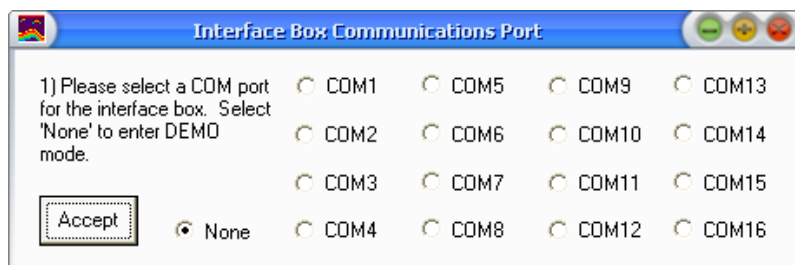 Interface Box Communications Port
1) Please select a COM port
for the interface box.  Select
'None' to enter DEMO
mode.
Accept
None
COM1
COM2
COM3
COM4
COM5
COM6
COM7
COM8
COM9
COM10
COM11
COM12
COM13
COM14
COM15
COM16